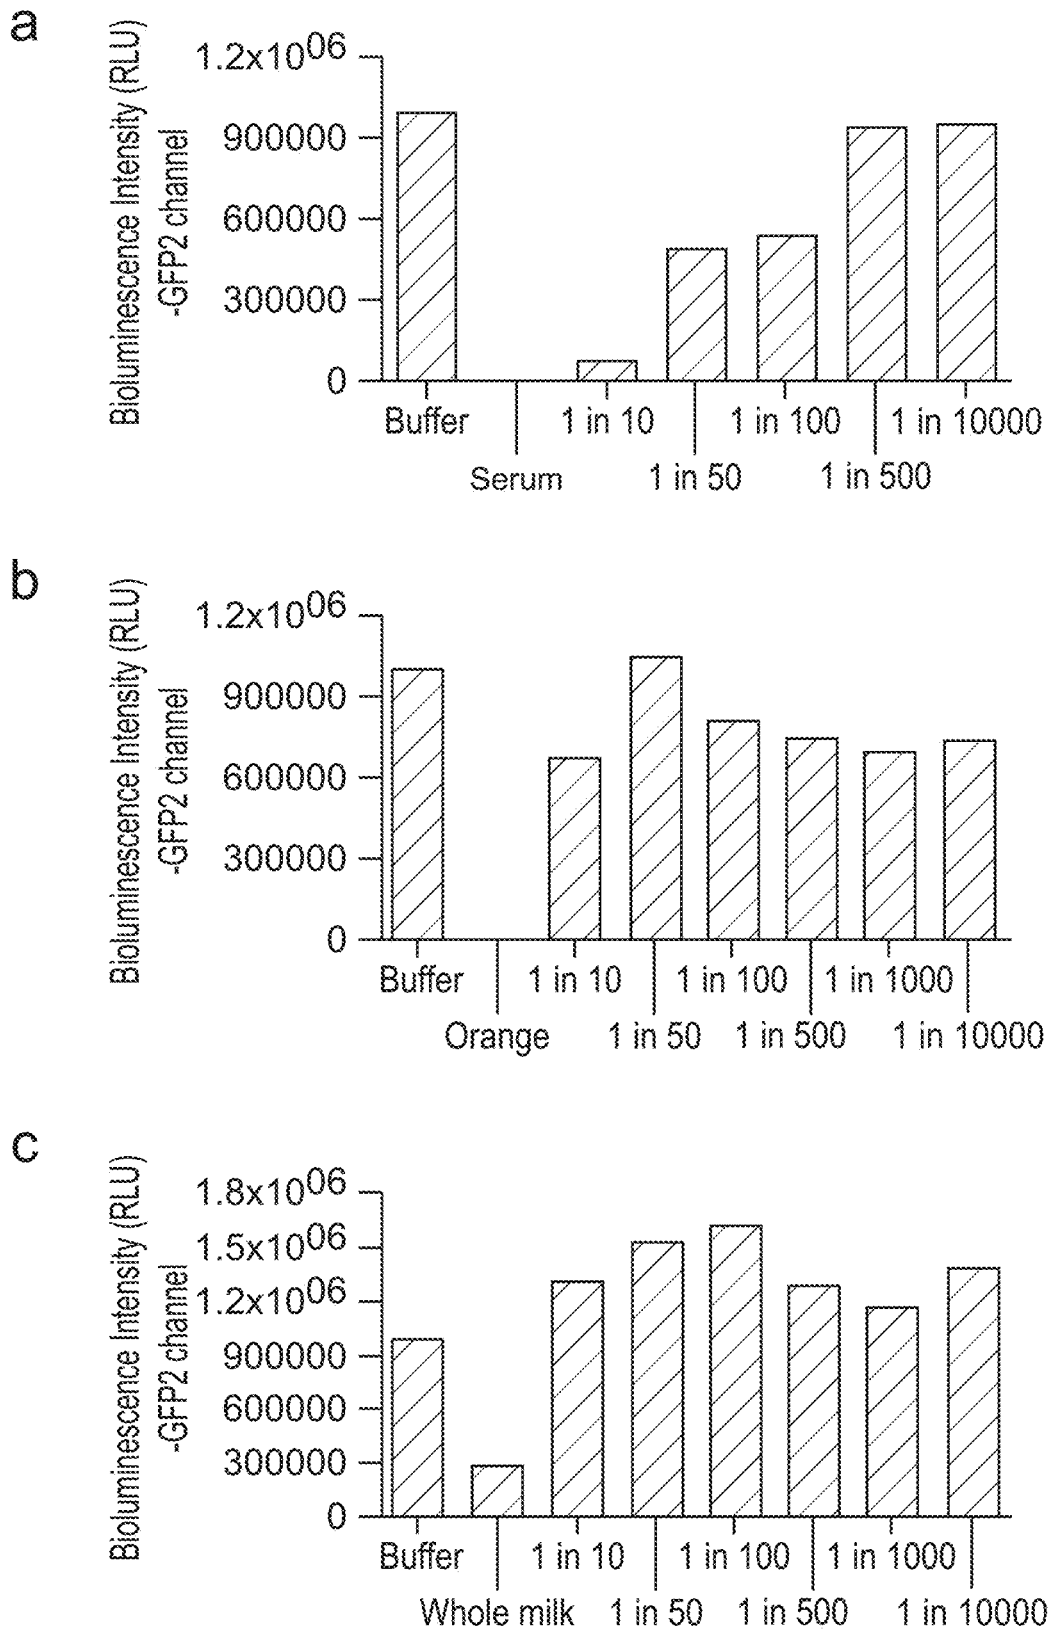 a
Bioluminescence Intensity (RLU)
-GFP2 channel
1.2x10^06
900000
600000
300000
0
Buffer
1 in 10
1 in 100
1 in 10000
Serum
1 in 50
1 in 500
b
Bioluminescence Intensity (RLU)
-GFP2 channel
1.2x10^06
900000
600000
300000
0
Buffer
1 in 10
1 in 100
1 in 1000
Orange
1 in 50
1 in 500
1 in 10000
c
Bioluminescence Intensity (RLU)
-GFP2 channel
1.8x10^06
1.5x10^06
1.2x10^06
900000
600000
300000
0
Buffer
1 in 10
1 in 100
1 in 1000
Whole milk
1 in 50
1 in 500
1 in 10000